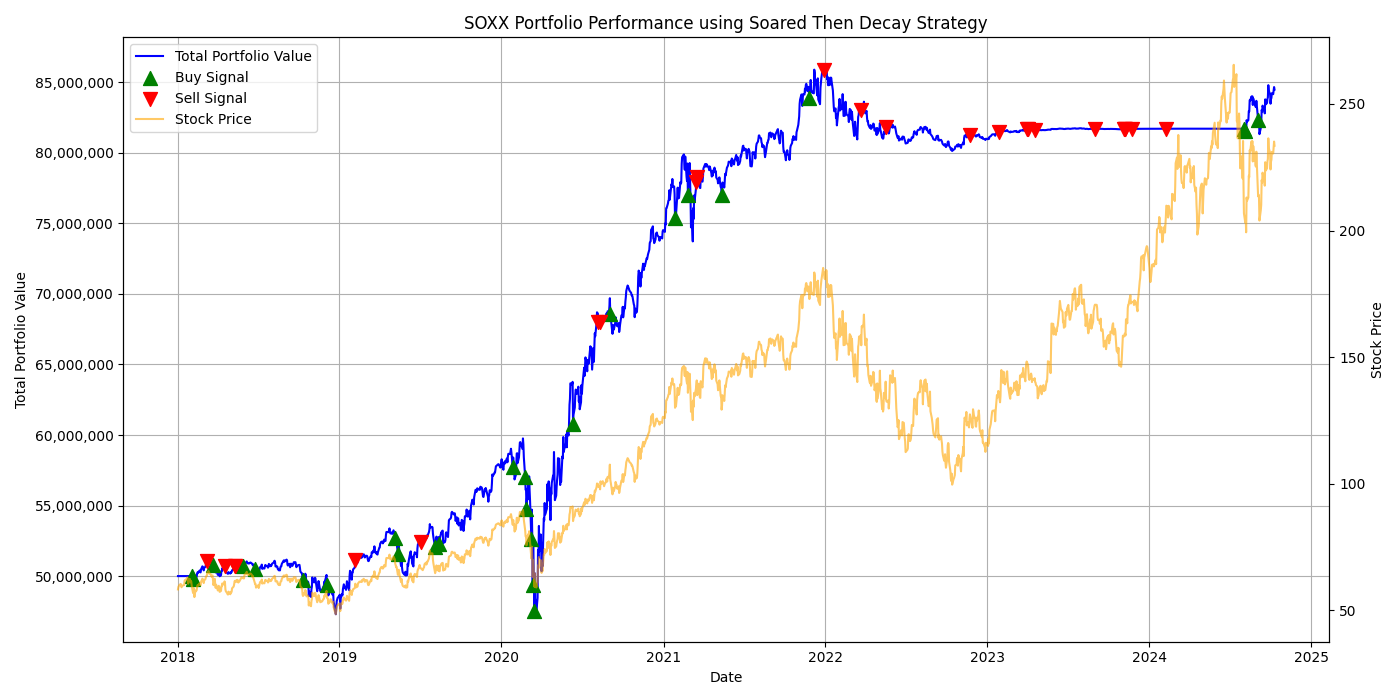 SOXX Portfolio Performance using Soared Then Decay Strategy
Total Portfolio Value
Buy Signal
Sell Signal
Stock Price
85,000,000
80,000,000
75,000,000
70,000,000
65,000,000
60,000,000
55,000,000
50,000,000
Total Portfolio Value
250
200
150
100
50
Stock Price
2018 2019 2020 2021 2022 2023 2024 2025
Date